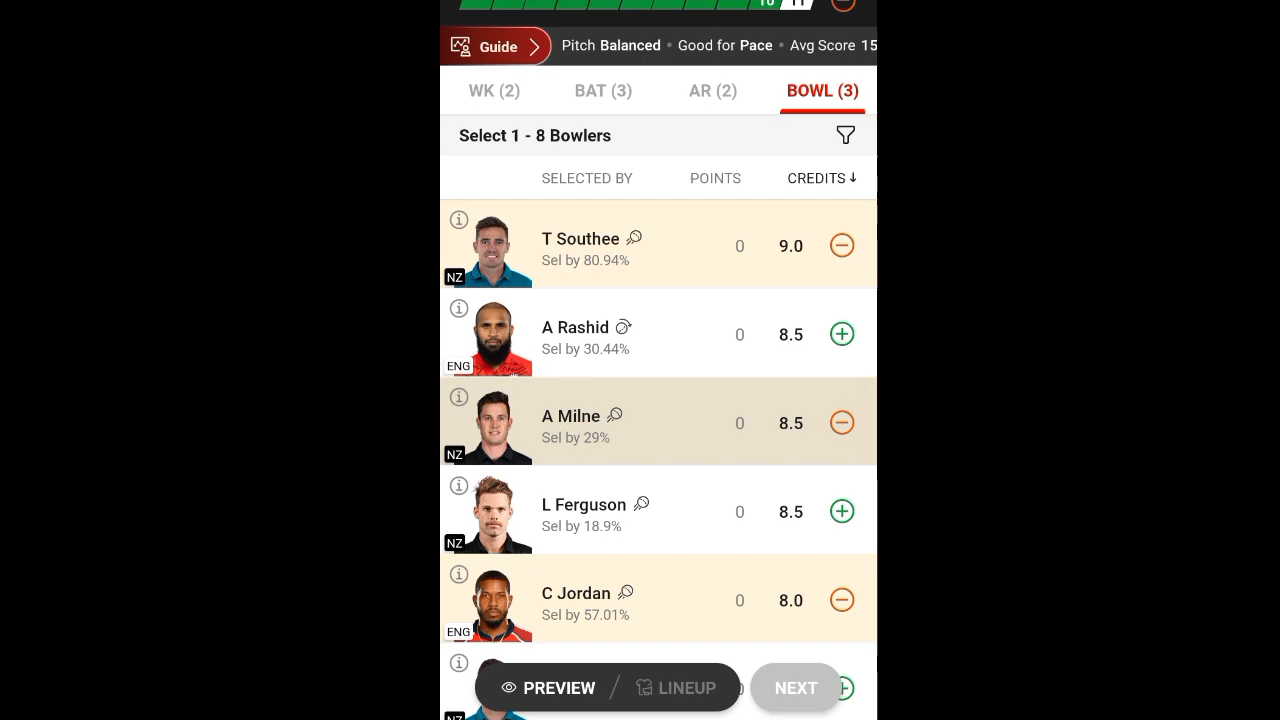 10 11
Guide Pitch Balanced • Good for Pace • Avg Score 15
WK (2) BAT (3) AR (2) BOWL (3)
Select 1 - 8 Bowlers
SELECTED BY POINTS CREDITS ↓
T Southee 0 9.0
Sel by 80.94%
NZ
A Rashid 0 8.5
Sel by 30.44%
ENG
A Milne 0 8.5
Sel by 29%
NZ
L Ferguson 0 8.5
Sel by 18.9%
NZ
C Jordan 0 8.0
Sel by 57.01%
ENG
PREVIEW / LINEUP NEXT
NZ